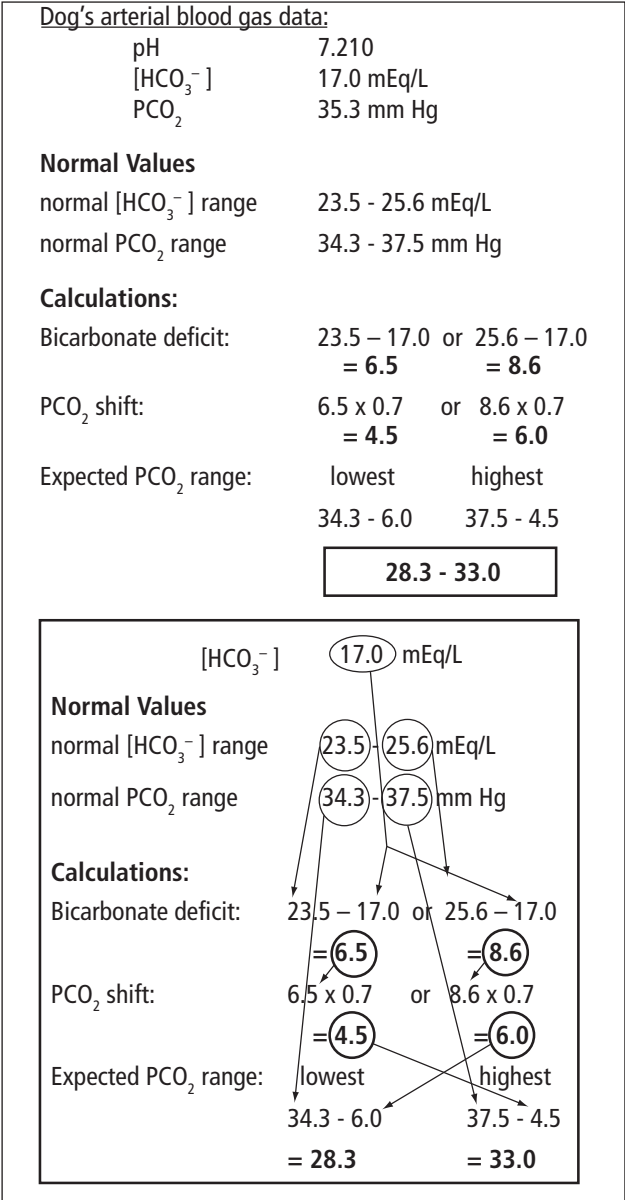 Dog's arterial blood gas data:
pH 7.210
[HCO₃⁻ ] 17.0 mEq/L
PCO₂ 35.3 mm Hg
Normal Values
normal [HCO₃⁻ ] range 23.5 - 25.6 mEq/L
normal PCO₂ range 34.3 - 37.5 mm Hg
Calculations:
Bicarbonate deficit: 23.5 – 17.0 or 25.6 – 17.0
= 6.5 = 8.6
PCO₂ shift: 6.5 x 0.7 or 8.6 x 0.7
= 4.5 = 6.0
Expected PCO₂ range: lowest highest
34.3 - 6.0 37.5 - 4.5
28.3 - 33.0
[HCO₃⁻ ] 17.0 mEq/L
Normal Values
normal [HCO₃⁻ ] range 23.5 - 25.6 mEq/L
normal PCO₂ range 34.3 - 37.5 mm Hg
Calculations:
Bicarbonate deficit: 23.5 – 17.0 or 25.6 – 17.0
= 6.5 = 8.6
PCO₂ shift: 6.5 x 0.7 or 8.6 x 0.7
= 4.5 = 6.0
Expected PCO₂ range: lowest highest
34.3 - 6.0 37.5 - 4.5
= 28.3 = 33.0